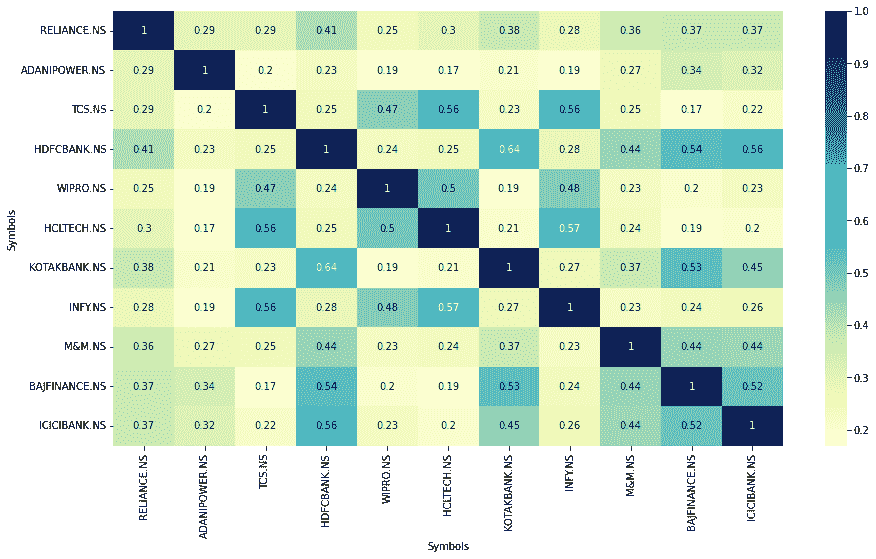 RELIANCE.NS 1 0.29 0.29 0.41 0.25 0.3 0.38 0.28 0.36 0.37 0.37
ADANIPOWER.NS 0.29 1 0.2 0.23 0.19 0.17 0.21 0.19 0.27 0.34 0.32
TCS.NS 0.29 0.2 1 0.25 0.47 0.56 0.23 0.56 0.25 0.17 0.22
HDFCBANK.NS 0.41 0.23 0.25 1 0.24 0.25 0.64 0.28 0.44 0.54 0.56
WIPRO.NS 0.25 0.19 0.47 0.24 1 0.5 0.19 0.48 0.23 0.2 0.23
HCLTECH.NS 0.3 0.17 0.56 0.25 0.5 1 0.21 0.57 0.24 0.19 0.2
KOTAKBANK.NS 0.38 0.21 0.23 0.64 0.19 0.21 1 0.27 0.37 0.53 0.45
INFY.NS 0.28 0.19 0.56 0.28 0.48 0.57 0.27 1 0.23 0.24 0.26
M&M.NS 0.36 0.27 0.25 0.44 0.23 0.24 0.37 0.23 1 0.44 0.44
BAJFINANCE.NS 0.37 0.34 0.17 0.54 0.2 0.19 0.53 0.24 0.44 1 0.52
ICICIBANK.NS 0.37 0.32 0.22 0.56 0.23 0.2 0.45 0.26 0.44 0.52 1
Symbols
RELIANCE.NS ADANIPOWER.NS TCS.NS HDFCBANK.NS WIPRO.NS HCLTECH.NS KOTAKBANK.NS INFY.NS M&M.NS BAJFINANCE.NS ICICIBANK.NS
Symbols
1.0
0.9
0.8
0.7
0.6
0.5
0.4
0.3
0.2